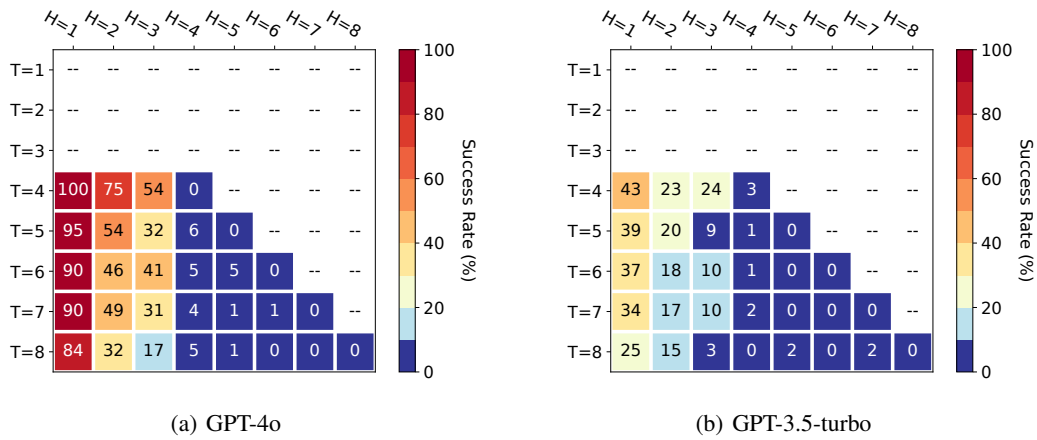 H=1 H=2 H=3 H=4 H=5 H=6 H=7 H=8
T=1 -- -- -- -- -- -- -- --
T=2 -- -- -- -- -- -- -- --
T=3 -- -- -- -- -- -- -- --
T=4 100 75 54 0 -- -- -- --
T=5 95 54 32 6 0 -- -- --
T=6 90 46 41 5 5 0 -- --
T=7 90 49 31 4 1 1 0 --
T=8 84 32 17 5 1 0 0 0
100
80
60
40
20
0
Success Rate (%)
(a) GPT-4o
H=1 H=2 H=3 H=4 H=5 H=6 H=7 H=8
T=1 -- -- -- -- -- -- -- --
T=2 -- -- -- -- -- -- -- --
T=3 -- -- -- -- -- -- -- --
T=4 43 23 24 3 -- -- -- --
T=5 39 20 9 1 0 -- -- --
T=6 37 18 10 1 0 0 -- --
T=7 34 17 10 2 0 0 0 --
T=8 25 15 3 0 2 0 2 0
100
80
60
40
20
0
Success Rate (%)
(b) GPT-3.5-turbo